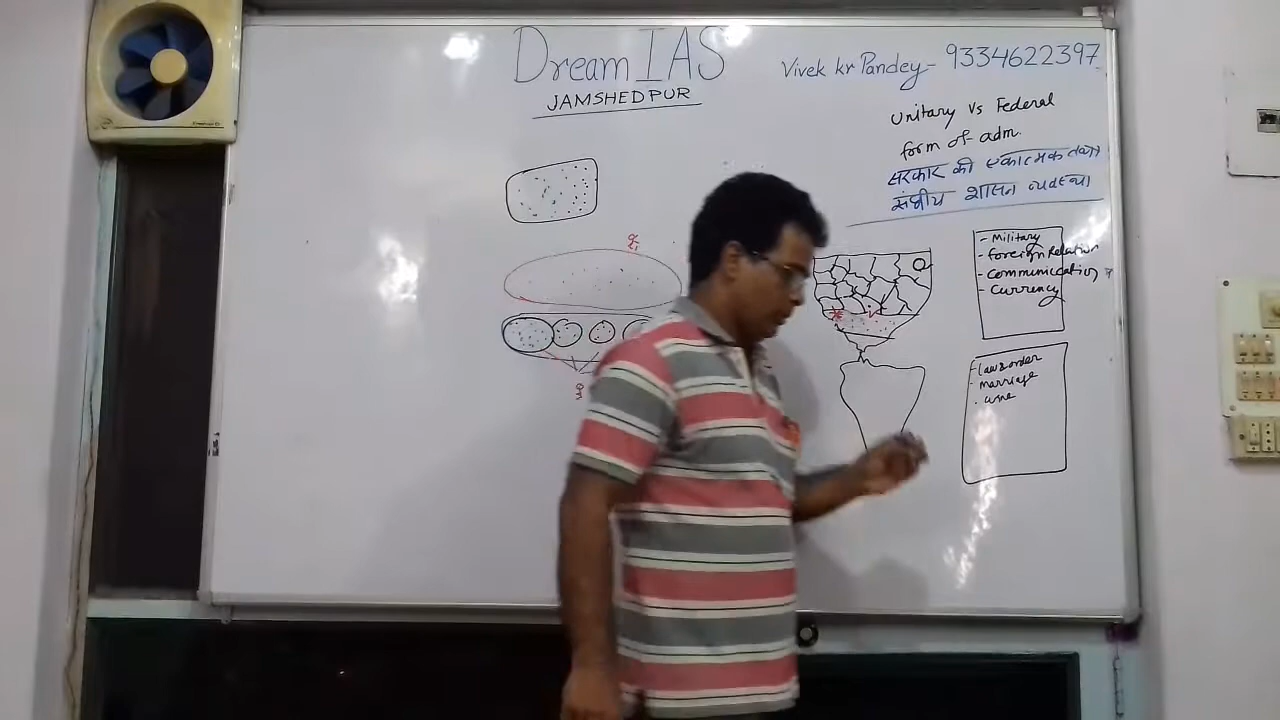 Dream IAS
JAMSHEDPUR
Vivek kr Pandey- 9334622397
Unitary Vs Federal
form of adm.
सरकार की एकात्मक तथा
संघीय शासन व्यवस्था
- Military
- foreign Relation
- Communication
- Currency
- law & order
- marriage